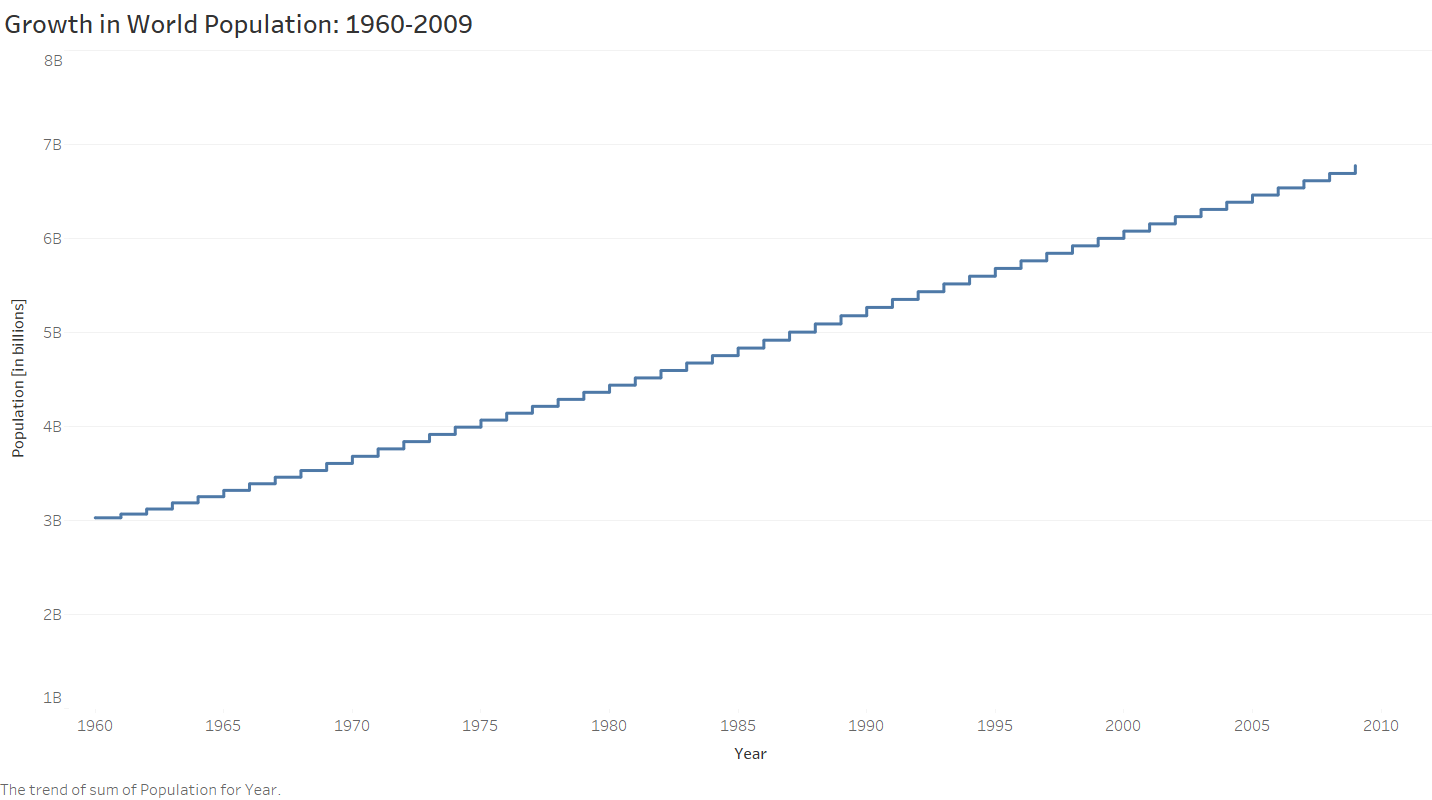 Growth in World Population: 1960-2009
8B
7B
6B
5B
4B
3B
2B
1B
Population [in billions]
1960 1965 1970 1975 1980 1985 1990 1995 2000 2005 2010
Year
The trend of sum of Population for Year.